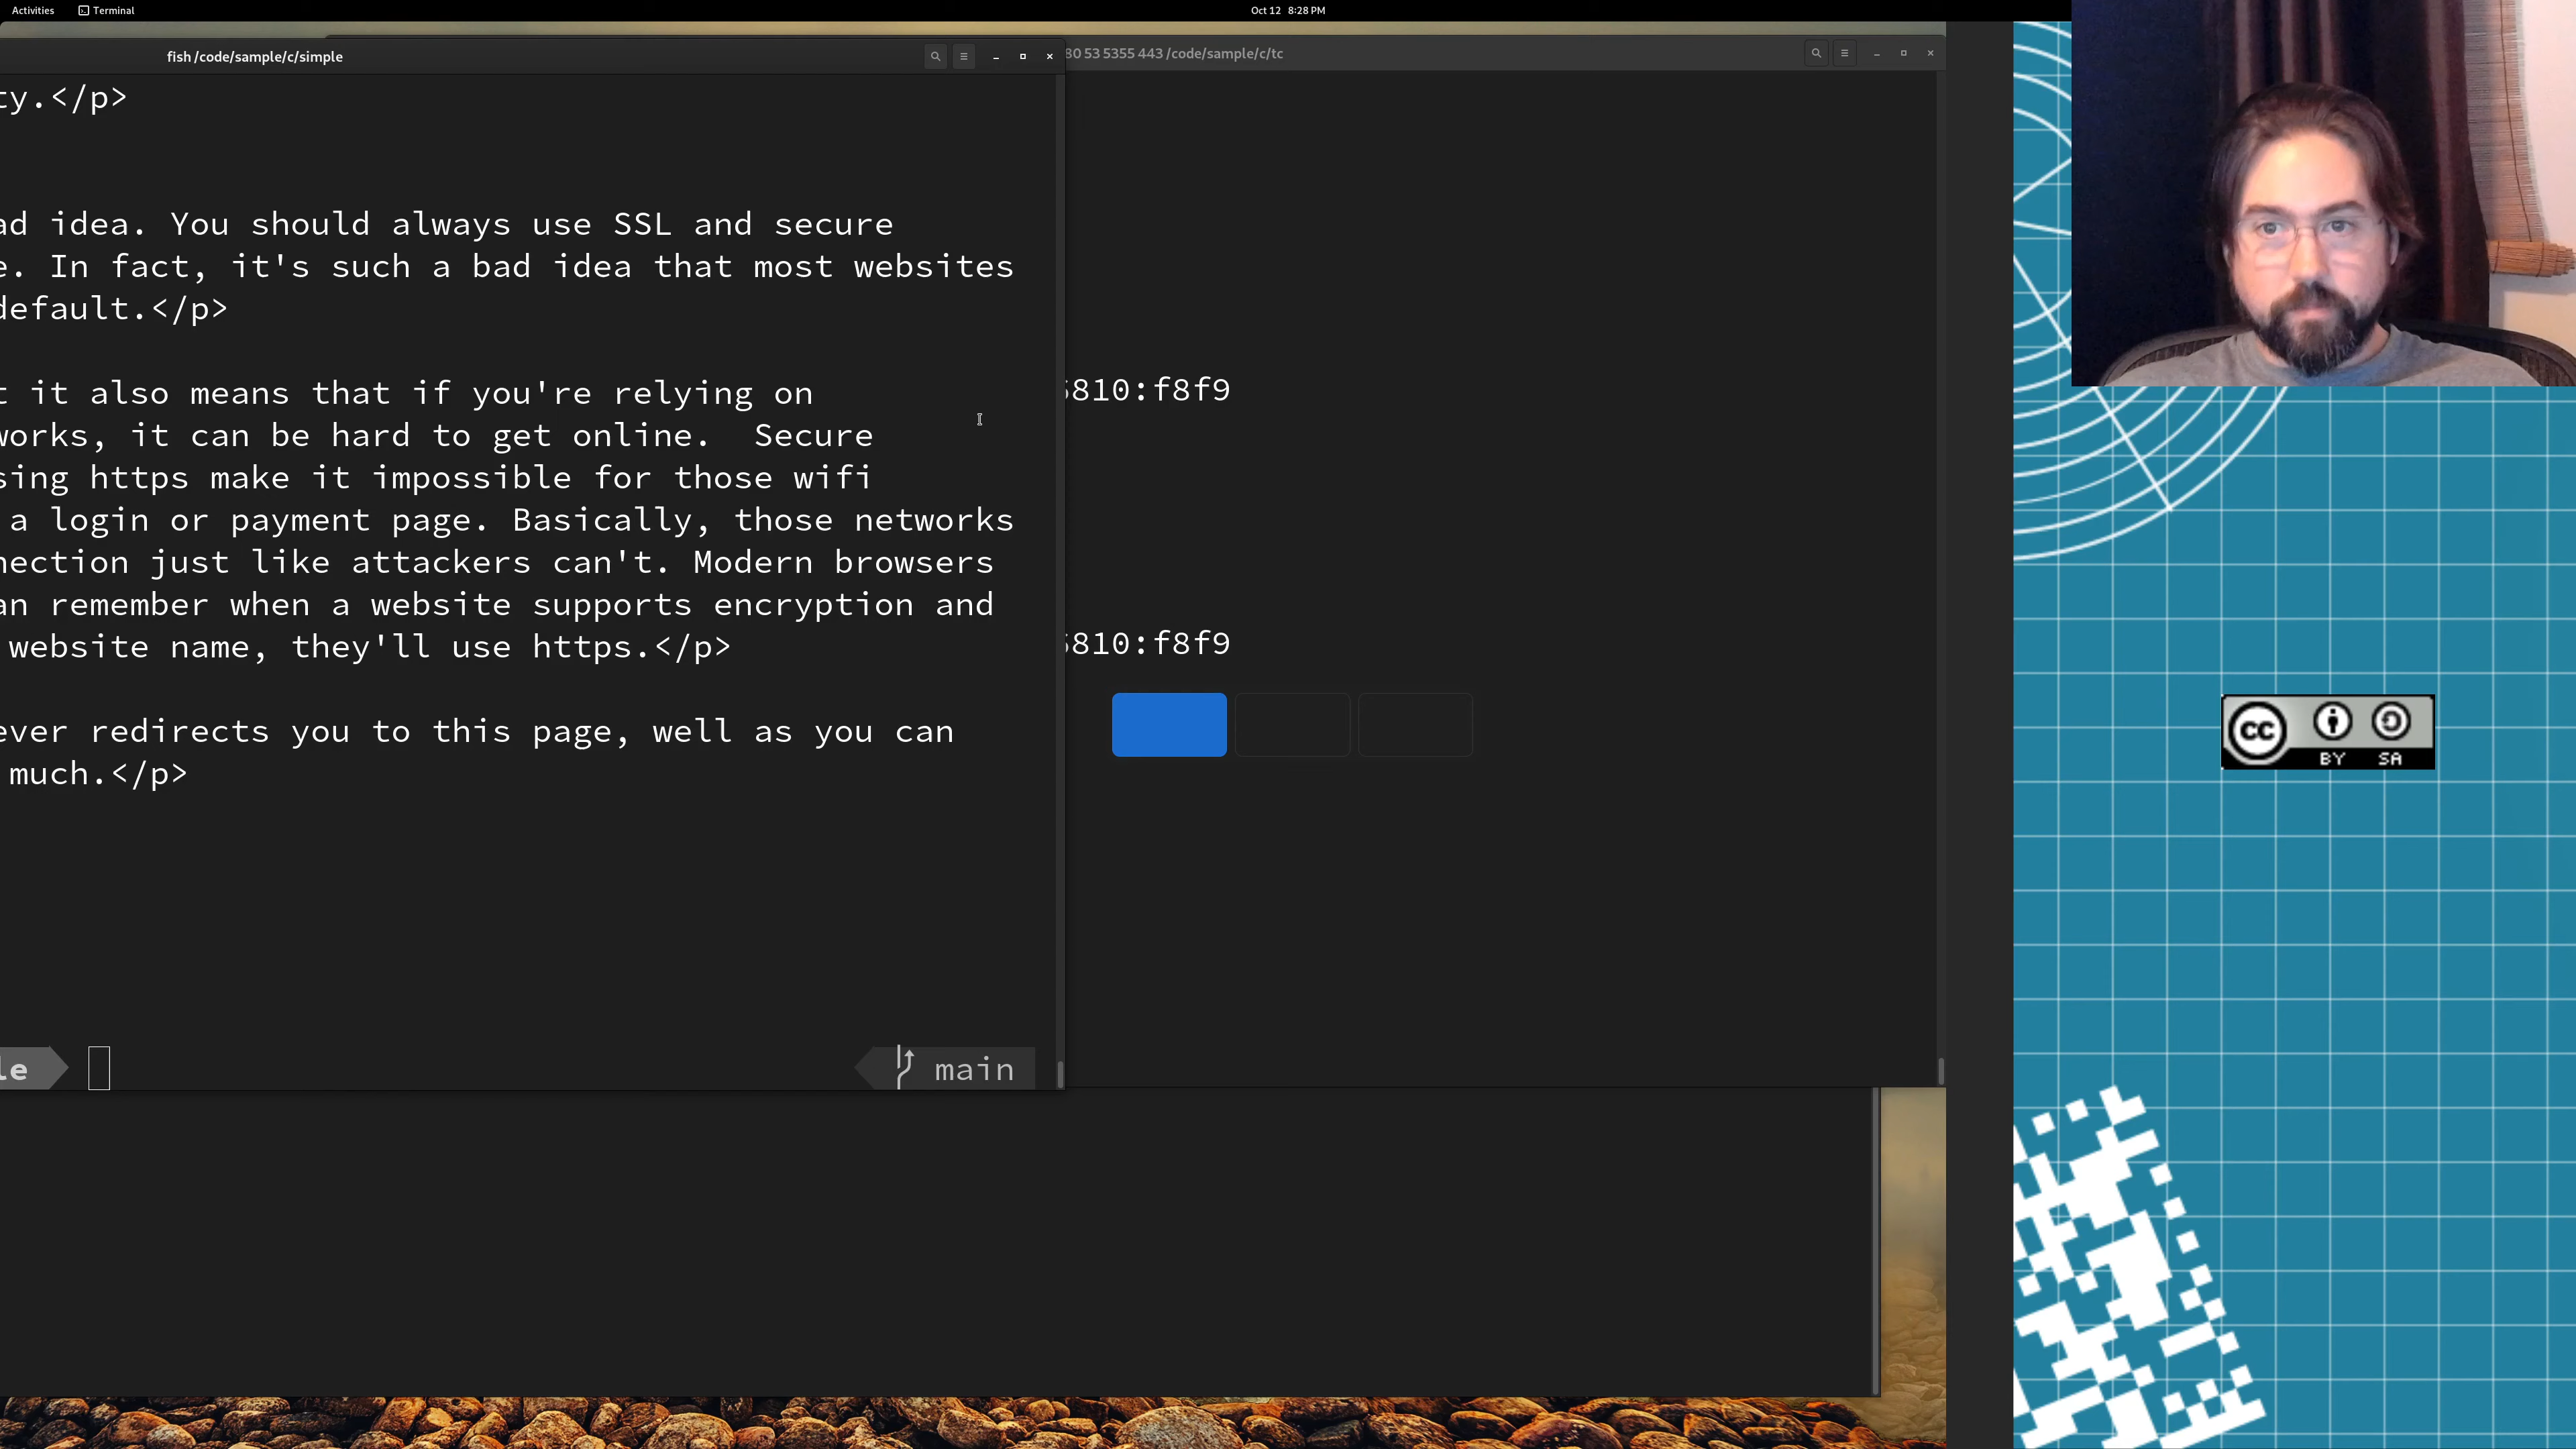 Activities
Terminal
Oct 12 8:28 PM
fish /code/sample/c/simple
80 53 5355 443 /code/sample/c/tc
ty.</p>
ad idea. You should always use SSL and secure
e. In fact, it's such a bad idea that most websites
default.</p>
t it also means that if you're relying on
works, it can be hard to get online.  Secure
sing https make it impossible for those wifi
a login or payment page. Basically, those networks
nection just like attackers can't. Modern browsers
an remember when a website supports encryption and
website name, they'll use https.</p>
ever redirects you to this page, well as you can
much.</p>
le
main
5810:f8f9
5810:f8f9
cc
BY SA